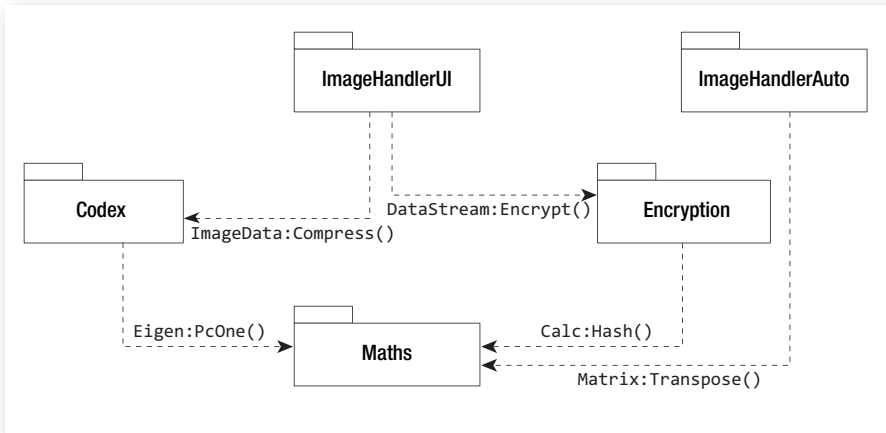 ImageHandlerUI
ImageHandlerAuto
Codex
DataStream:Encrypt()
Encryption
ImageData:Compress()
Eigen:PcOne()
Maths
Calc:Hash()
Matrix:Transpose()